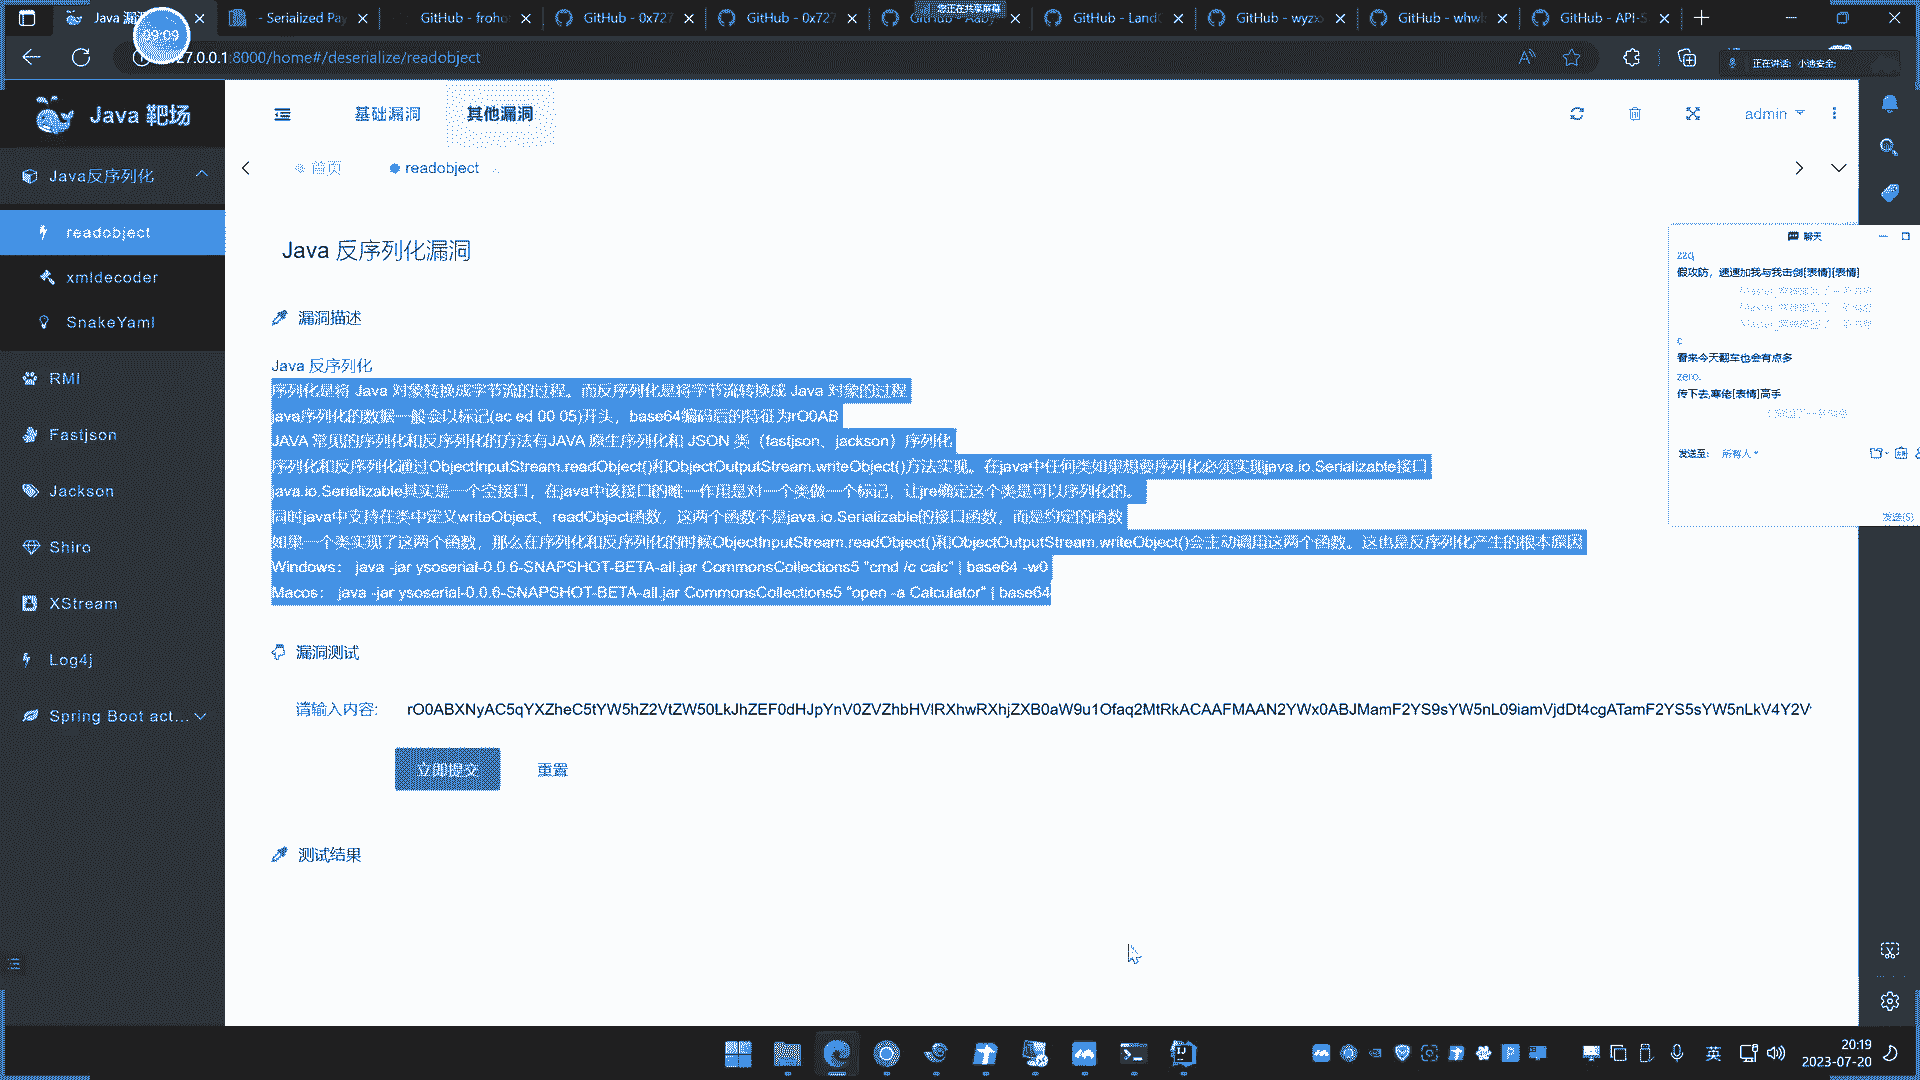 Java 漏
- Serialized Pay
GitHub - froho
GitHub - 0x727
GitHub - 0x727
GitHub -
GitHub - Land
GitHub - wyzx
GitHub - whwl
GitHub - API-S
您正在共享屏幕
09:09
27.0.0.1:8000/home#/deserialize/readobject
正在讲话: 小迪安全;
Java 靶场
基础漏洞
其他漏洞
admin
首页
readobject
Java反序列化
readobject
xmldecoder
SnakeYaml
RMI
Fastjson
Jackson
Shiro
XStream
Log4j
Spring Boot act...
Java 反序列化漏洞
漏洞描述
Java 反序列化
序列化是将 Java 对象转换成字节流的过程。而反序列化是将字节流转换成 Java 对象的过程
java序列化的数据一般会以标记(ac ed 00 05)开头，base64编码后的特征为rO0AB
JAVA 常见的序列化和反序列化的方法有JAVA 原生序列化和 JSON 类（fastjson、jackson）序列化
序列化和反序列化通过ObjectInputStream.readObject()和ObjectOutputStream.writeObject()方法实现。在java中任何类如果想要序列化必须实现java.io.Serializable接口
java.io.Serializable其实是一个空接口，在java中该接口的唯一作用是对一个类做一个标记，让jre确定这个类是可以序列化的。
同时java中支持在类中定义writeObject、readObject函数，这两个函数不是java.io.Serializable的接口函数，而是约定的函数
如果一个类实现了这两个函数，那么在序列化和反序列化的时候ObjectInputStream.readObject()和ObjectOutputStream.writeObject()会主动调用这两个函数。这也是反序列化产生的根本原因
Windows： java -jar ysoserial-0.0.6-SNAPSHOT-BETA-all.jar CommonsCollections5 "cmd /c calc" | base64 -w0
Macos： java -jar ysoserial-0.0.6-SNAPSHOT-BETA-all.jar CommonsCollections5 "open -a Calculator" | base64
漏洞测试
请输入内容:
rO0ABXNyAC5qYXZheC5tYW5hZ2VtZW50LkJhZEF0dHJpYnV0ZVZhbHVlRXhwRXhjZXB0aW9u1Ofaq2MtRkACAAFMAAN2YWx0ABJMamF2YS9sYW5nL09iamVjdDt4cgATamF2YS5sYW5nLkV4Y2V
立即提交
重置
测试结果
聊天
zzq
假攻防，速速加我与我击剑[表情][表情]
c
看来今天翻车也会有点多
zero.
传下去,寒佬[表情]高手
发送至: 所有人
发送(S)
英
20:19
2023-07-20